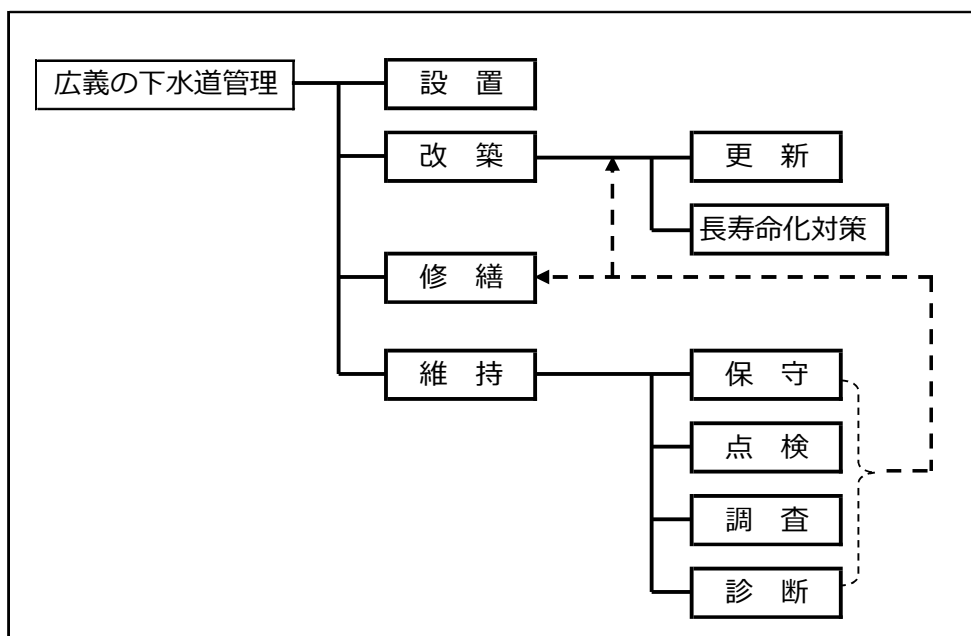 広義の下水道管理
設　置
改　築
更　新
長寿命化対策
修　繕
維　持
保　守
点　検
調　査
診　断